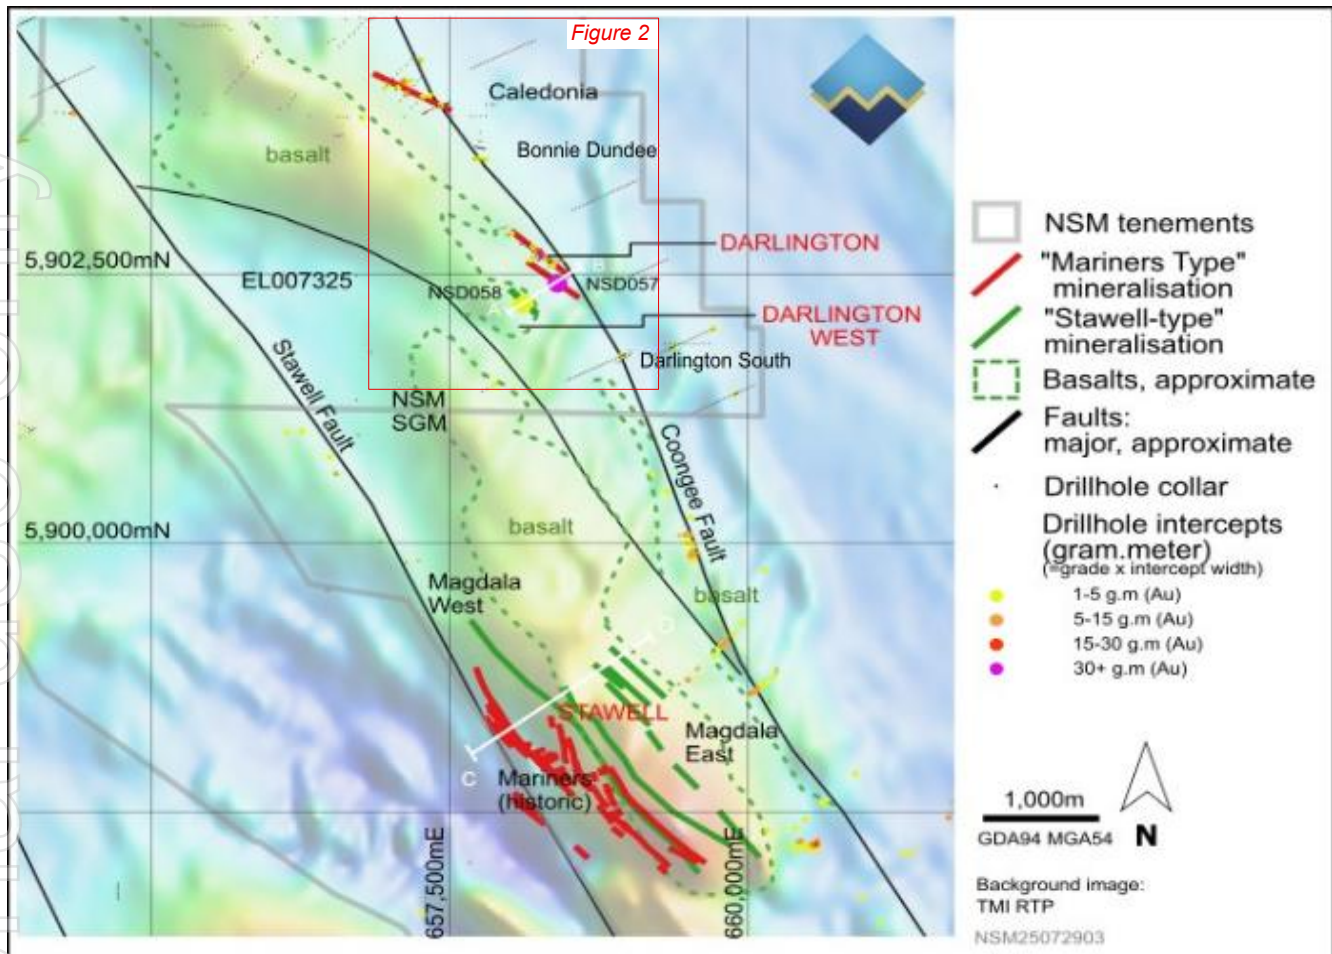 Figure 2
Caledonia
Bonnie Dundee
basalt
DARLINGTON
5,902,500mN
EL007325
NSD058
NSD057
DARLINGTON
WEST
Darlington South
Stawell Fault
NSM
SGM
Coongee Fault
basalt
5,900,000mN
Magdala
West
basalt
D
STAWELL
Magdala
East
C
Mariners
(historic)
657,500mE
660,000mE
NSM tenements
"Mariners Type"
mineralisation
"Stawell-type"
mineralisation
Basalts, approximate
Faults:
major, approximate
Drillhole collar
Drillhole intercepts
(gram.meter)
(=grade x intercept width)
1-5 g.m (Au)
5-15 g.m (Au)
15-30 g.m (Au)
30+ g.m (Au)
1,000m
GDA94 MGA54
N
Background image:
TMI RTP
NSM25072903